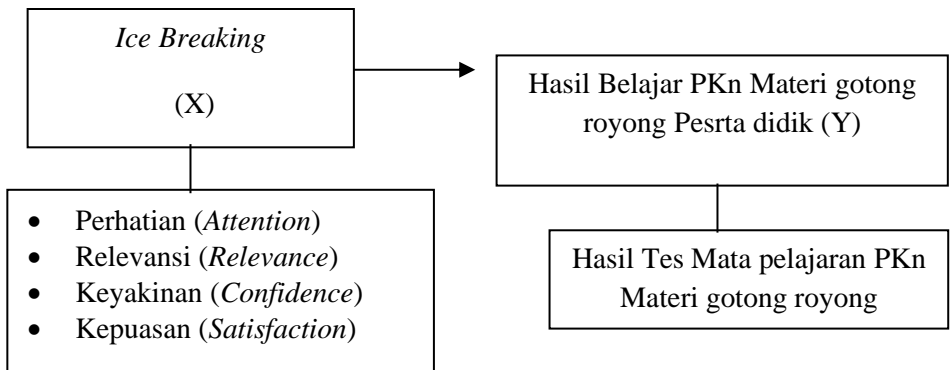 Ice Breaking
(X)
Hasil Belajar PKn Materi gotong
royong Pesrta didik (Y)
• Perhatian (Attention)
• Relevansi (Relevance)
• Keyakinan (Confidence)
• Kepuasan (Satisfaction)
Hasil Tes Mata pelajaran PKn
Materi gotong royong